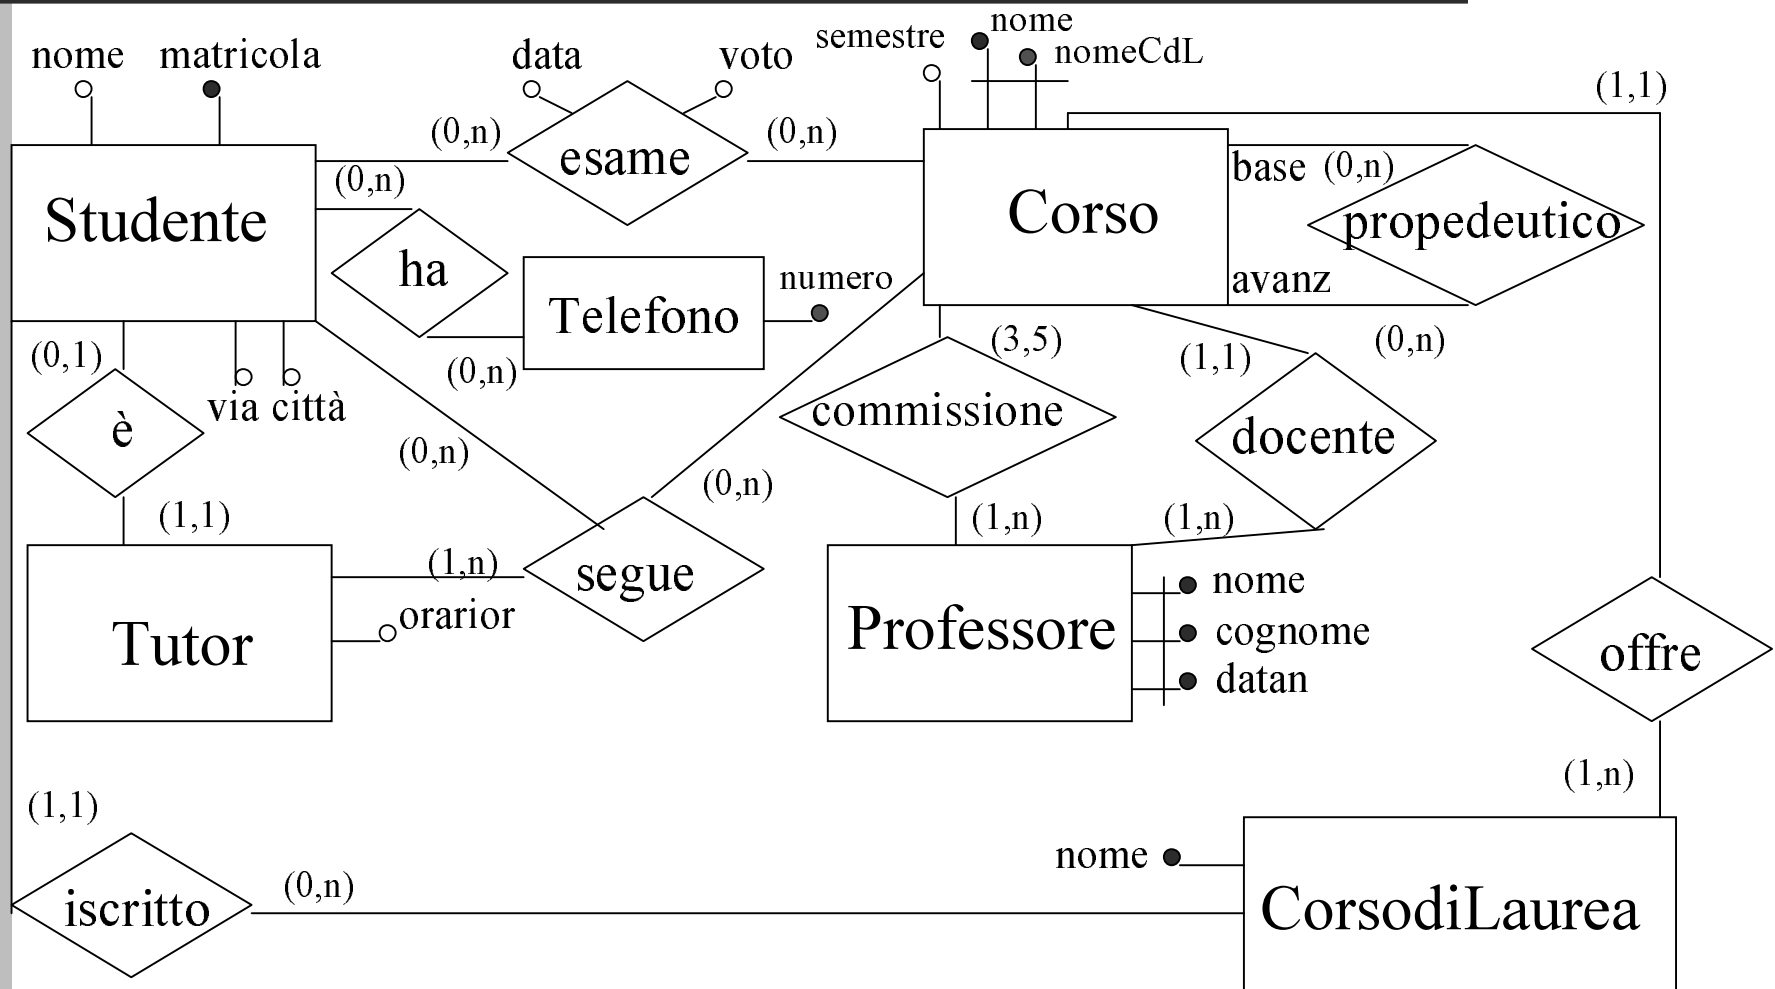 nome
matricola
data
voto
semestre
nome
nomeCdL
(1,1)
(0,n)
esame
(0,n)
(0,n)
Studente
Corso
base (0,n)
propedeutico
avanz
(0,n)
ha
Telefono
numero
(0,n)
(0,1)
è
via città
(0,n)
(3,5)
commissione
(1,1)
docente
(0,n)
(1,1)
(1,n)
segue
(1,n)
(1,n)
orarior
Tutor
Professore
nome
cognome
datan
offre
(1,n)
(1,1)
iscritto
(0,n)
nome
CorsodiLaurea